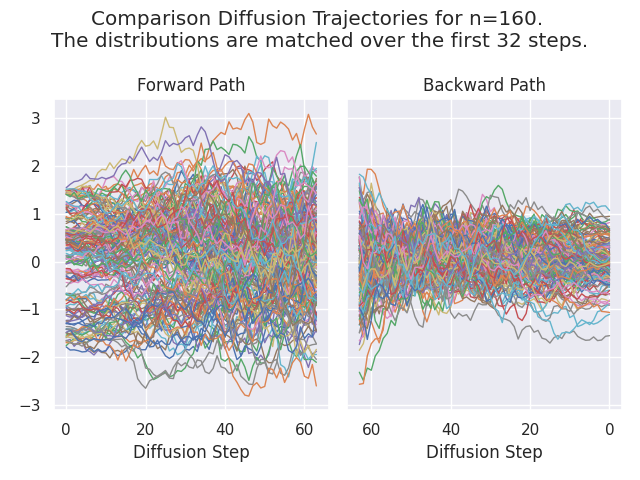 Comparison Diffusion Trajectories for n=160.
The distributions are matched over the first 32 steps.
Forward Path
Backward Path
3
2
1
0
−1
−2
−3
0
20
40
60
60
40
20
0
Diffusion Step
Diffusion Step